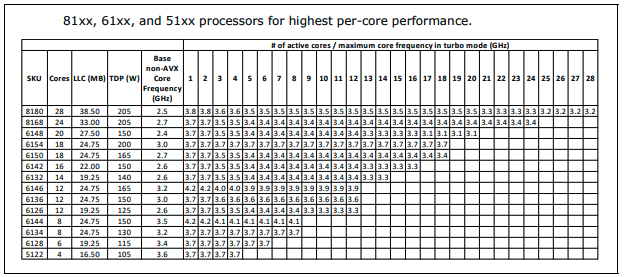 81xx, 61xx, and 51xx processors for highest per-core performance.
SKU Cores LLC (MB) TDP (W) Base non-AVX Core Frequency (GHz) # of active cores / maximum core frequency in turbo mode (GHz)
1 2 3 4 5 6 7 8 9 10 11 12 13 14 15 16 17 18 19 20 21 22 23 24 25 26 27 28
8180 28 38.50 205 2.5 3.8 3.8 3.6 3.6 3.5 3.5 3.5 3.5 3.5 3.5 3.5 3.5 3.5 3.5 3.5 3.5 3.5 3.5 3.5 3.5 3.3 3.3 3.3 3.3 3.2 3.2 3.2 3.2
8168 24 33.00 205 2.7 3.7 3.7 3.5 3.5 3.4 3.4 3.4 3.4 3.4 3.4 3.4 3.4 3.4 3.4 3.4 3.4 3.4 3.4 3.4 3.4 3.4 3.4 3.4 3.4
6148 20 27.50 150 2.4 3.7 3.7 3.5 3.5 3.4 3.4 3.4 3.4 3.4 3.4 3.4 3.4 3.3 3.3 3.3 3.3 3.1 3.1 3.1 3.1
6154 18 24.75 200 3.0 3.7 3.7 3.7 3.7 3.7 3.7 3.7 3.7 3.7 3.7 3.7 3.7 3.7 3.7 3.7 3.7 3.7 3.7
6150 18 24.75 165 2.7 3.7 3.7 3.5 3.5 3.4 3.4 3.4 3.4 3.4 3.4 3.4 3.4 3.4 3.4 3.4 3.4 3.4 3.4
6142 16 22.00 150 2.6 3.7 3.7 3.5 3.5 3.4 3.4 3.4 3.4 3.4 3.4 3.4 3.4 3.3 3.3 3.3 3.3
6132 14 19.25 140 2.6 3.7 3.7 3.5 3.5 3.4 3.4 3.4 3.4 3.4 3.4 3.4 3.4 3.3 3.3
6146 12 24.75 165 3.2 4.2 4.2 4.0 4.0 3.9 3.9 3.9 3.9 3.9 3.9 3.9 3.9
6136 12 24.75 150 3.0 3.7 3.7 3.6 3.6 3.6 3.6 3.6 3.6 3.6 3.6 3.6 3.6
6126 12 19.25 125 2.6 3.7 3.7 3.5 3.5 3.4 3.4 3.4 3.4 3.3 3.3 3.3 3.3
6144 8 24.75 150 3.5 4.2 4.2 4.1 4.1 4.1 4.1 4.1 4.1
6134 8 24.75 130 3.2 3.7 3.7 3.7 3.7 3.7 3.7 3.7 3.7
6128 6 19.25 115 3.4 3.7 3.7 3.7 3.7 3.7 3.7
5122 4 16.50 105 3.6 3.7 3.7 3.7 3.7